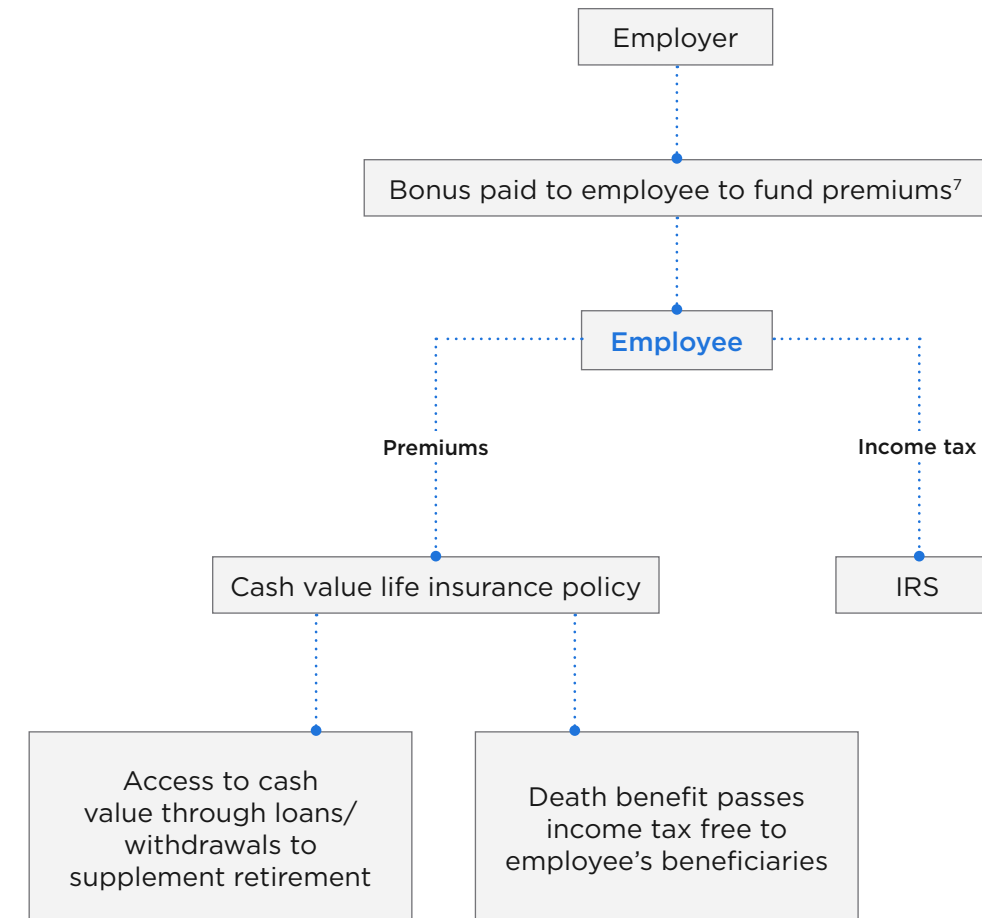 Employer
Bonus paid to employee to fund premiums⁷
Employee
Premiums
Income tax
Cash value life insurance policy
IRS
Access to cash
value through loans/
withdrawals to
supplement retirement
Death benefit passes
income tax free to
employee’s beneficiaries